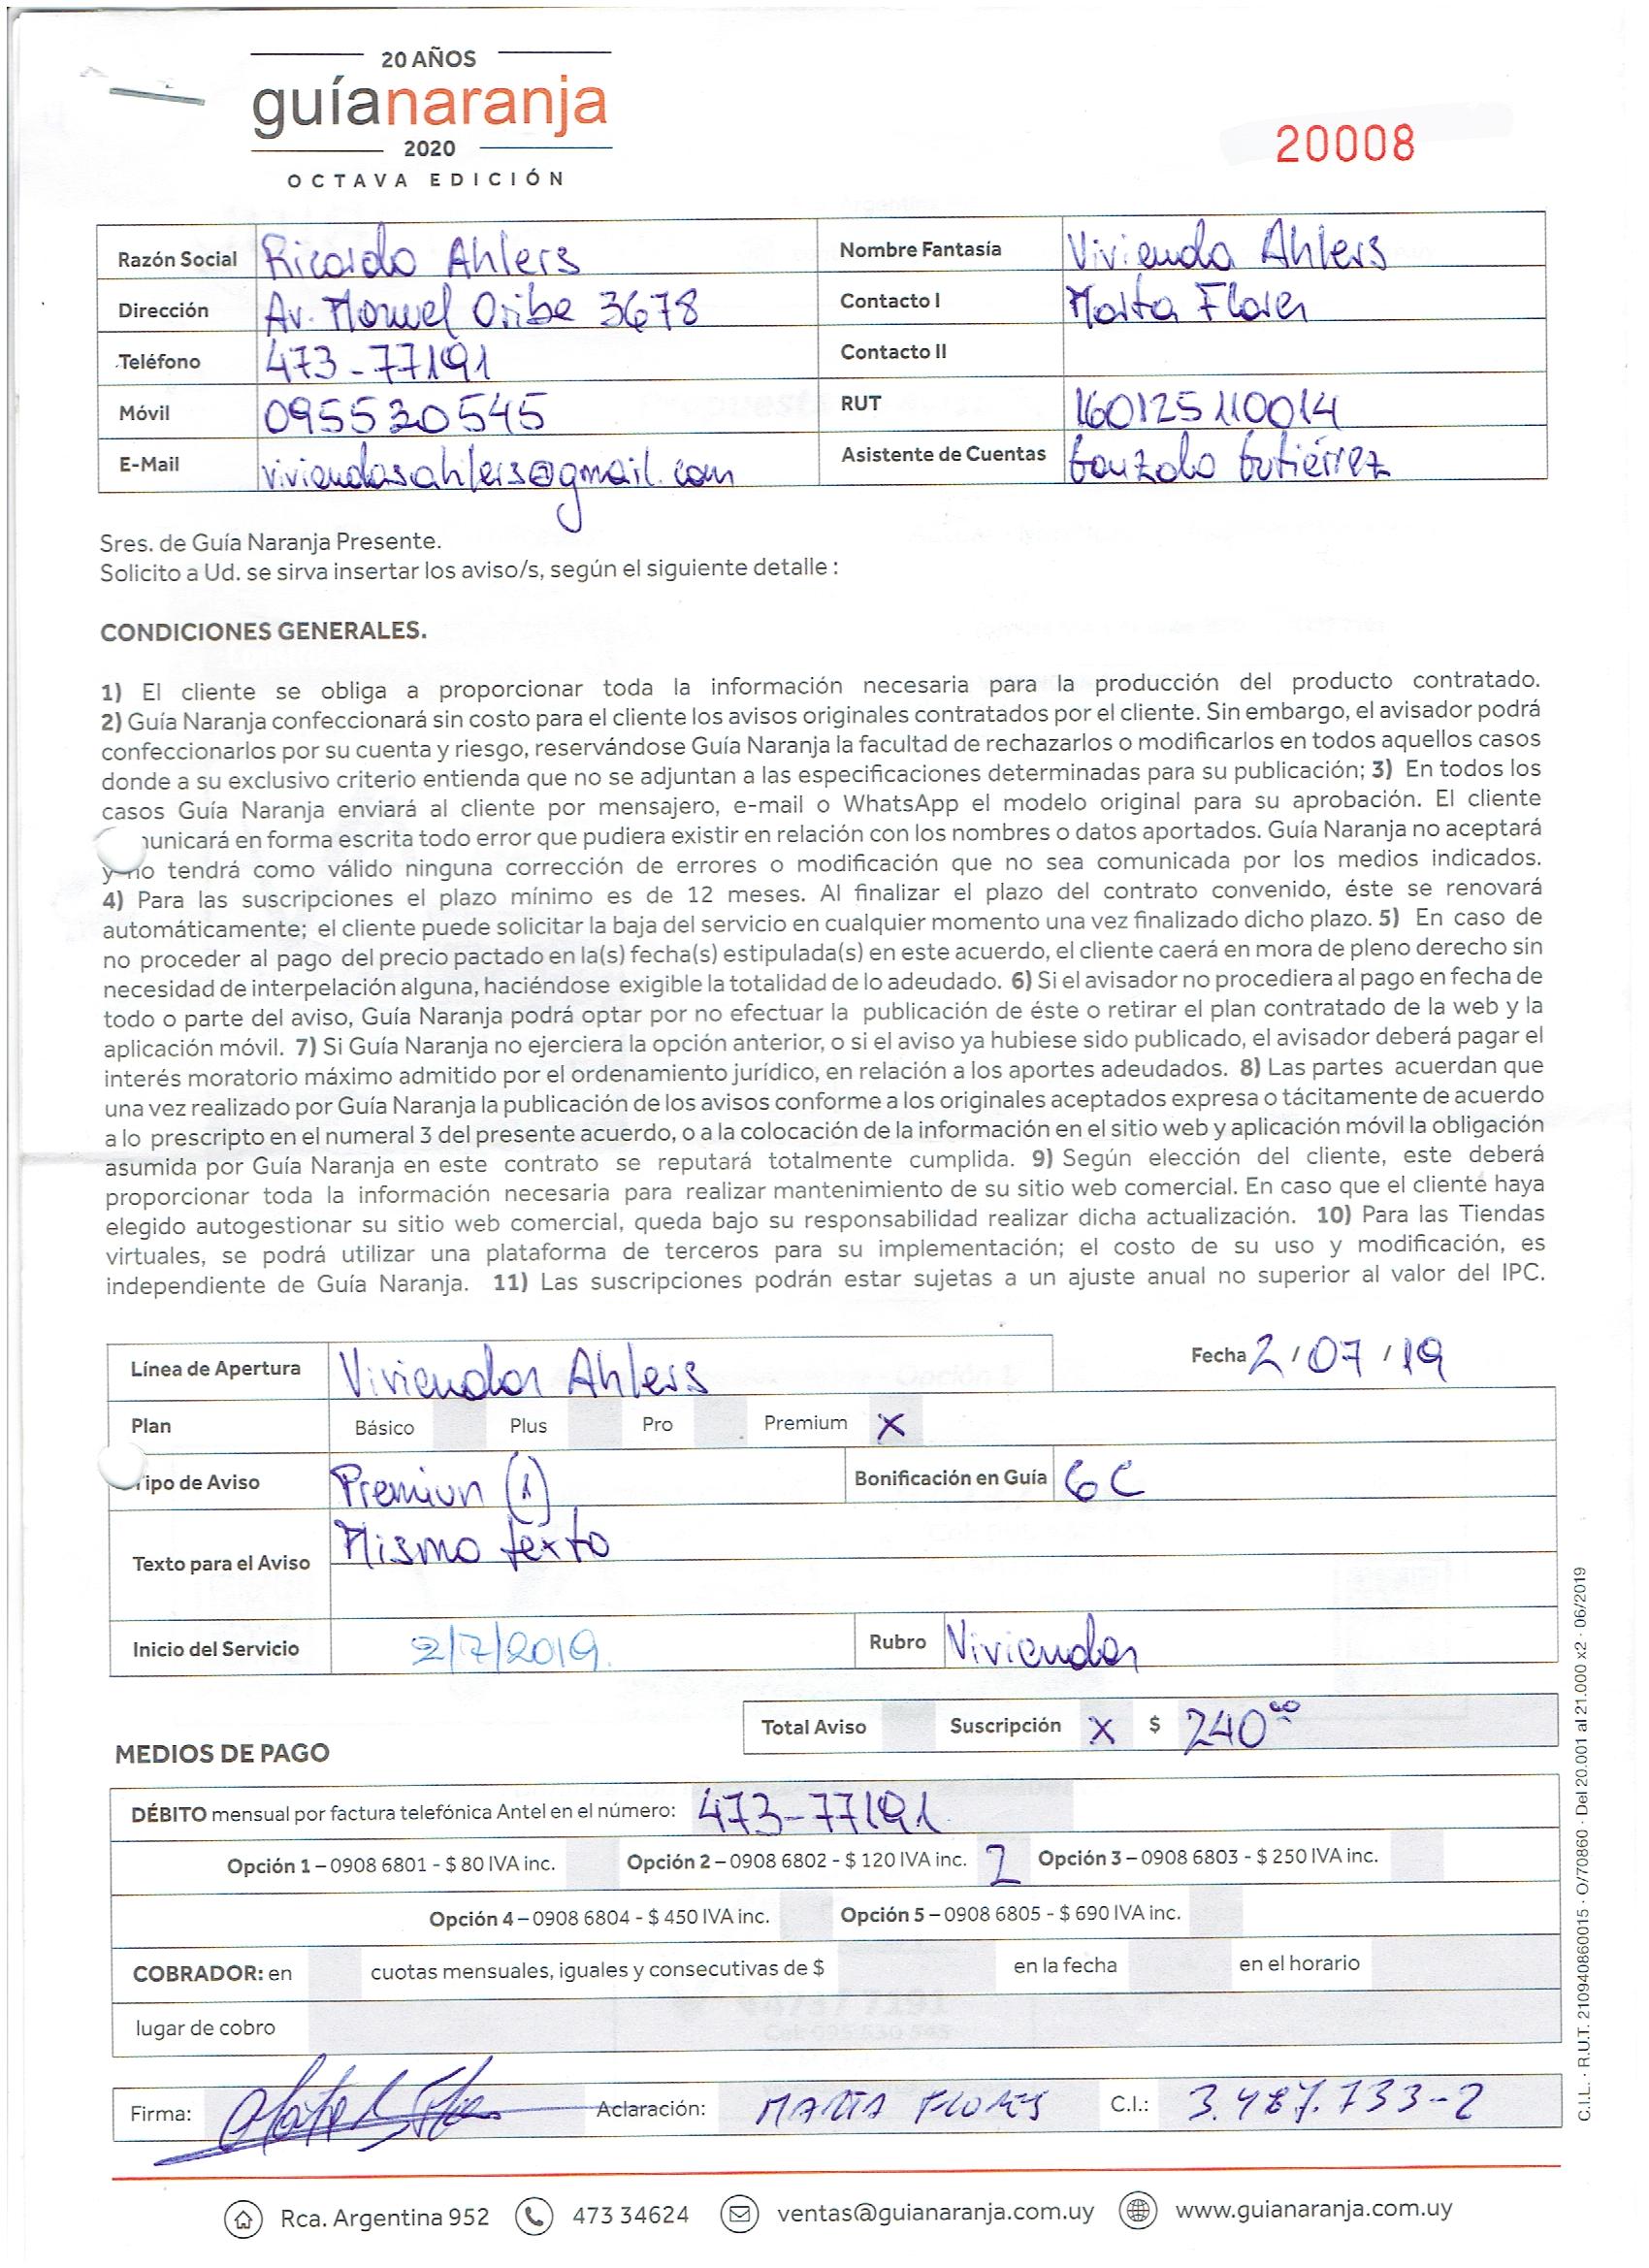 20 AÑOS
guíanaranja
2020
OCTAVA EDICIÓN
20008
Razón Social Ricardo Ahlers Nombre Fantasía Vivienda Ahlers
Dirección Av. Manuel Oribe 3678 Contacto I Marta Flores
Teléfono 473-77191 Contacto II
Móvil 095530545 RUT 160125110014
E-Mail viviendasahlers@gmail.com Asistente de Cuentas Gonzalo Gutiérrez
Sres. de Guía Naranja Presente.
Solicito a Ud. se sirva insertar los aviso/s, según el siguiente detalle :
CONDICIONES GENERALES.
1) El cliente se obliga a proporcionar toda la información necesaria para la producción del producto contratado.
2) Guía Naranja confeccionará sin costo para el cliente los avisos originales contratados por el cliente. Sin embargo, el avisador podrá
confeccionarlos por su cuenta y riesgo, reservándose Guía Naranja la facultad de rechazarlos o modificarlos en todos aquellos casos
donde a su exclusivo criterio entienda que no se adjuntan a las especificaciones determinadas para su publicación; 3) En todos los
casos Guía Naranja enviará al cliente por mensajero, e-mail o WhatsApp el modelo original para su aprobación. El cliente
municará en forma escrita todo error que pudiera existir en relación con los nombres o datos aportados. Guía Naranja no aceptará
y no tendrá como válido ninguna corrección de errores o modificación que no sea comunicada por los medios indicados.
4) Para las suscripciones el plazo mínimo es de 12 meses. Al finalizar el plazo del contrato convenido, éste se renovará
automáticamente; el cliente puede solicitar la baja del servicio en cualquier momento una vez finalizado dicho plazo. 5) En caso de
no proceder al pago del precio pactado en la(s) fecha(s) estipulada(s) en este acuerdo, el cliente caerá en mora de pleno derecho sin
necesidad de interpelación alguna, haciéndose exigible la totalidad de lo adeudado. 6) Si el avisador no procediera al pago en fecha de
todo o parte del aviso, Guía Naranja podrá optar por no efectuar la publicación de éste o retirar el plan contratado de la web y la
aplicación móvil. 7) Si Guía Naranja no ejerciera la opción anterior, o si el aviso ya hubiese sido publicado, el avisador deberá pagar el
interés moratorio máximo admitido por el ordenamiento jurídico, en relación a los aportes adeudados. 8) Las partes acuerdan que
una vez realizado por Guía Naranja la publicación de los avisos conforme a los originales aceptados expresa o tácitamente de acuerdo
a lo prescripto en el numeral 3 del presente acuerdo, o a la colocación de la información en el sitio web y aplicación móvil la obligación
asumida por Guía Naranja en este contrato se reputará totalmente cumplida. 9) Según elección del cliente, este deberá
proporcionar toda la información necesaria para realizar mantenimiento de su sitio web comercial. En caso que el cliente haya
elegido autogestionar su sitio web comercial, queda bajo su responsabilidad realizar dicha actualización. 10) Para las Tiendas
virtuales, se podrá utilizar una plataforma de terceros para su implementación; el costo de su uso y modificación, es
independiente de Guía Naranja. 11) Las suscripciones podrán estar sujetas a un ajuste anual no superior al valor del IPC.
Línea de Apertura Viviendas Ahlers Fecha 2 / 07 / 19
Plan Básico Plus Pro Premium X
Tipo de Aviso Premiun (1) Bonificación en Guía 6C
Texto para el Aviso Mismo texto
Inicio del Servicio 2/7/2019. Rubro Viviendas
Total Aviso Suscripción X $ 240 00
MEDIOS DE PAGO
DÉBITO mensual por factura telefónica Antel en el número: 473-77191
Opción 1 – 0908 6801 - $ 80 IVA inc. Opción 2 – 0908 6802 - $ 120 IVA inc. 2 Opción 3 – 0908 6803 - $ 250 IVA inc.
Opción 4 – 0908 6804 - $ 450 IVA inc. Opción 5 – 0908 6805 - $ 690 IVA inc.
COBRADOR: en cuotas mensuales, iguales y consecutivas de $ en la fecha en el horario
lugar de cobro
Firma: Aclaración: MARTA FLORES C.I.: 3.487.733-2
Rca. Argentina 952 473 34624 ventas@guianaranja.com.uy www.guianaranja.com.uy
C.I.L. · R.U.T. 210940860015 · O/70860 · Del 20.001 al 21.000 x2 · 06/2019